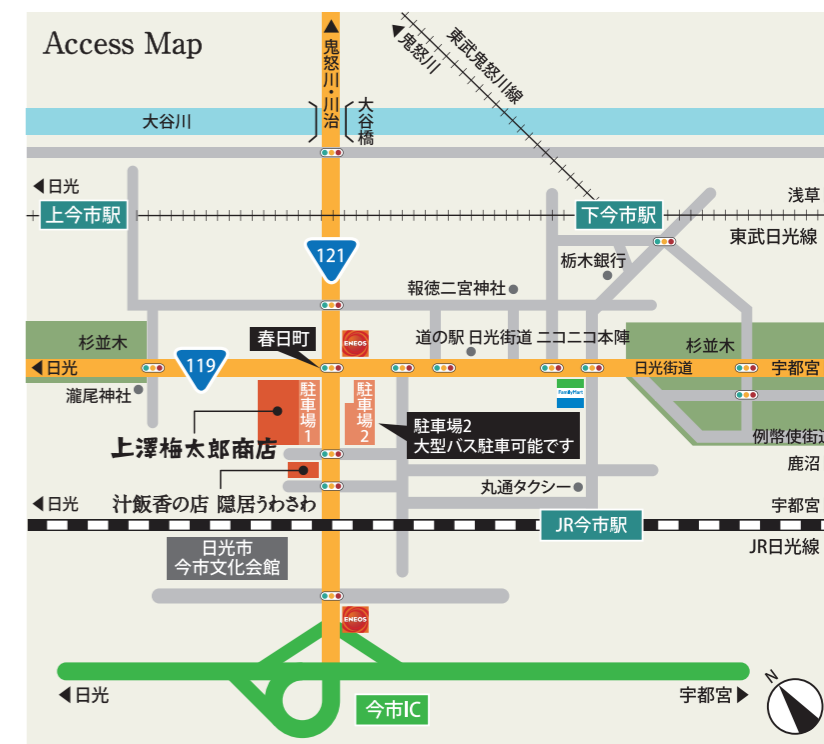 Access Map
▲鬼怒川・川治
◀鬼怒川
東武鬼怒川線
大谷川
大谷橋
◀日光
上今市駅
下今市駅
浅草
東武日光線
121
栃木銀行
報徳二宮神社
春日町
ENEOS
道の駅 日光街道 ニコニコ本陣
杉並木
杉並木
◀日光
119
日光街道
宇都宮
瀧尾神社
駐車場1
駐車場2
FamilyMart
駐車場2
大型バス駐車可能です
上澤梅太郎商店
例幣使街道
鹿沼
丸通タクシー
◀日光
汁飯香の店 隠居うわさわ
宇都宮
JR今市駅
JR日光線
日光市
今市文化会館
ENEOS
◀日光
今市IC
宇都宮▶
N